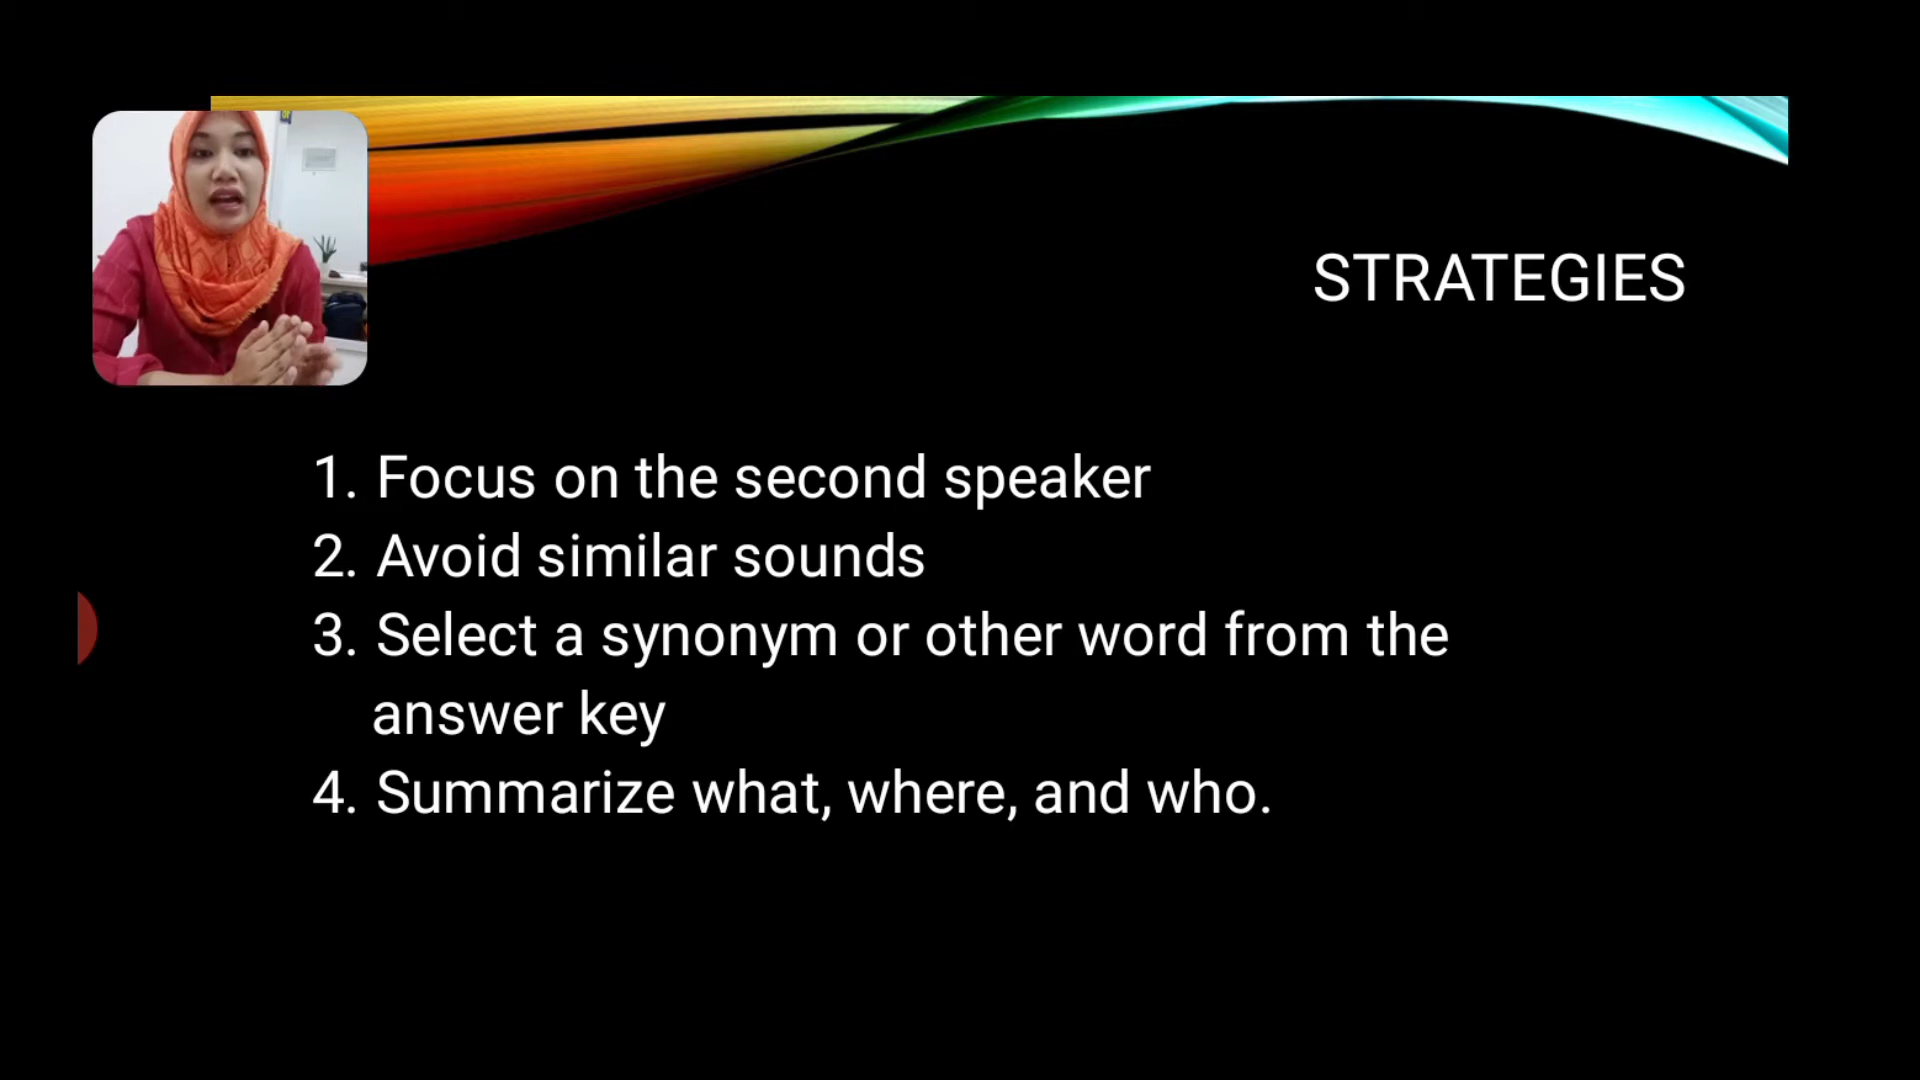 STRATEGIES
1. Focus on the second speaker
2. Avoid similar sounds
3. Select a synonym or other word from the
answer key
4. Summarize what, where, and who.